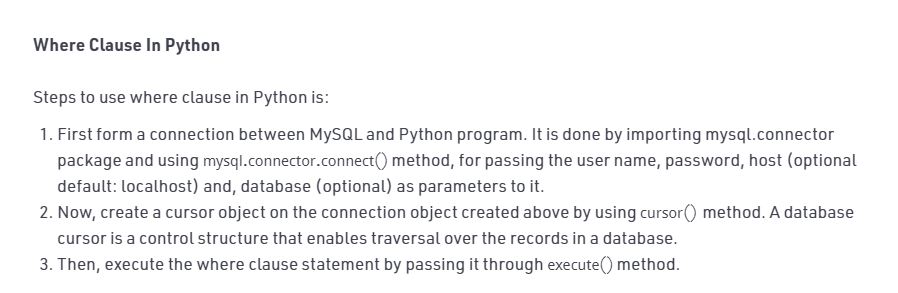 Where Clause In Python
Steps to use where clause in Python is:
1. First form a connection between MySQL and Python program. It is done by importing mysql.connector
package and using mysql.connector.connect() method, for passing the user name, password, host (optional
default: localhost) and, database (optional) as parameters to it.
2. Now, create a cursor object on the connection object created above by using cursor() method. A database
cursor is a control structure that enables traversal over the records in a database.
3. Then, execute the where clause statement by passing it through execute() method.